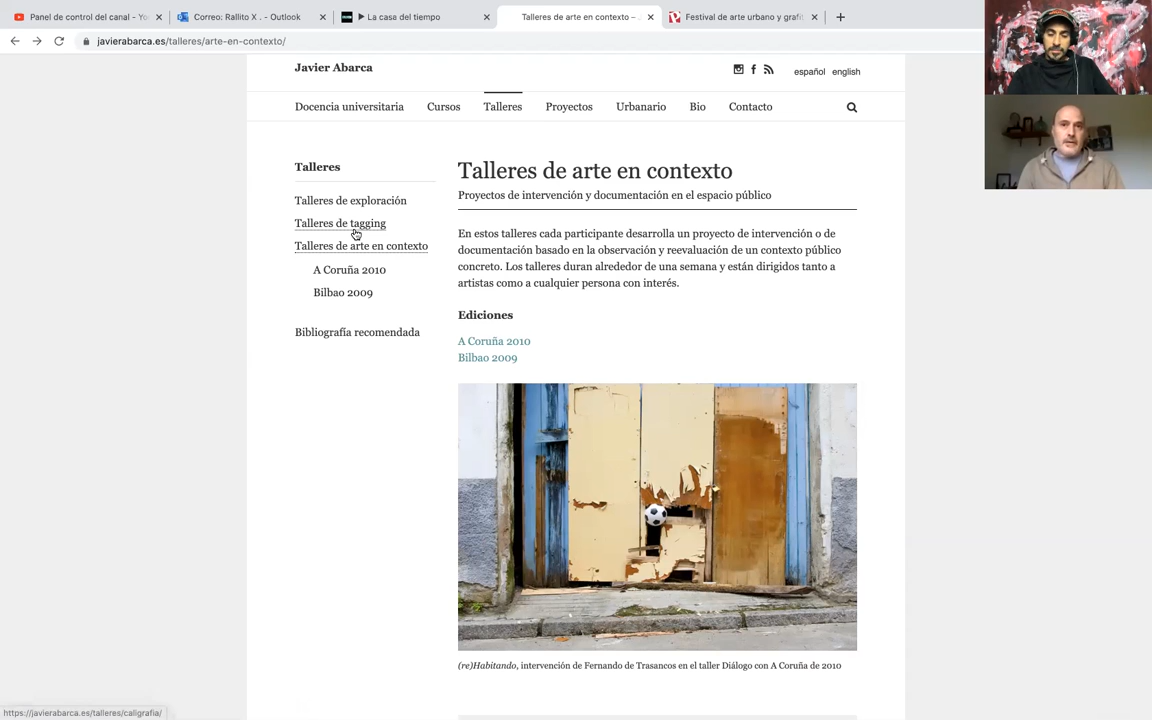 Panel de control del canal - Yo
Correo: Rallito X . - Outlook
La casa del tiempo
Talleres de arte en contexto –
Festival de arte urbano y grafit
javierabarca.es/talleres/arte-en-contexto/
Javier Abarca
español english
Docencia universitaria Cursos Talleres Proyectos Urbanario Bio Contacto
Talleres
Talleres de exploración
Talleres de tagging
Talleres de arte en contexto
A Coruña 2010
Bilbao 2009
Bibliografía recomendada
Talleres de arte en contexto
Proyectos de intervención y documentación en el espacio público
En estos talleres cada participante desarrolla un proyecto de intervención o de
documentación basado en la observación y reevaluación de un contexto público
concreto. Los talleres duran alrededor de una semana y están dirigidos tanto a
artistas como a cualquier persona con interés.
Ediciones
A Coruña 2010
Bilbao 2009
(re)Habitando, intervención de Fernando de Trasancos en el taller Diálogo con A Coruña de 2010
https://javierabarca.es/talleres/caligrafia/